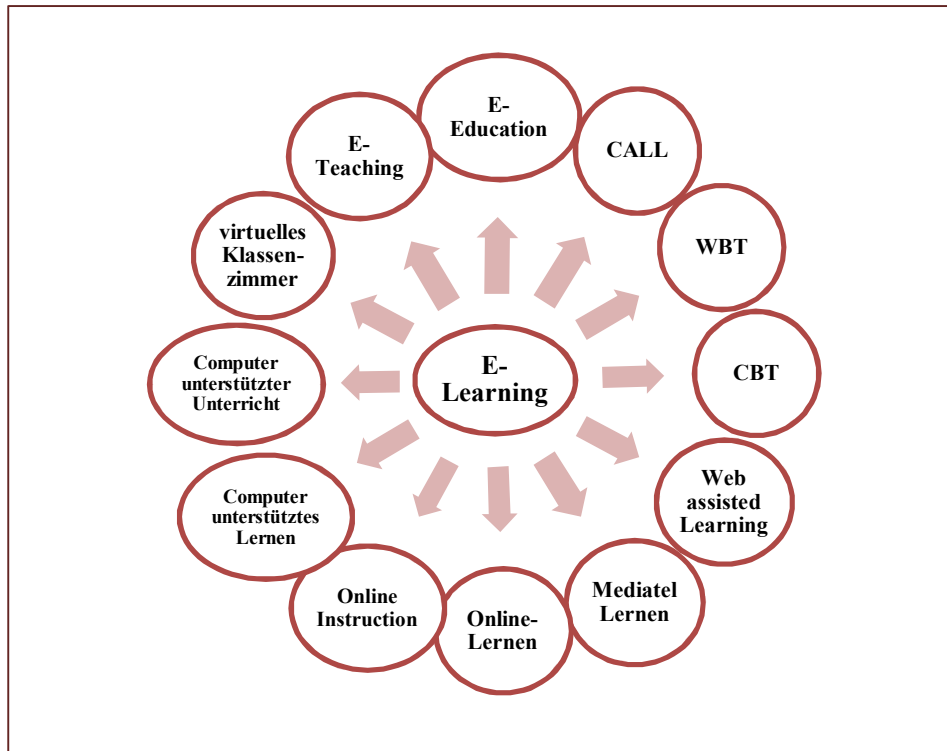 E-
Education
CALL
WBT
CBT
Web
assisted
Learning
Mediatel
Lernen
Online-
Lernen
Online
Instruction
Computer
unterstütztes
Lernen
Computer
unterstützter
Unterricht
virtuelles
Klassen-
zimmer
E-
Teaching
E-
Learning